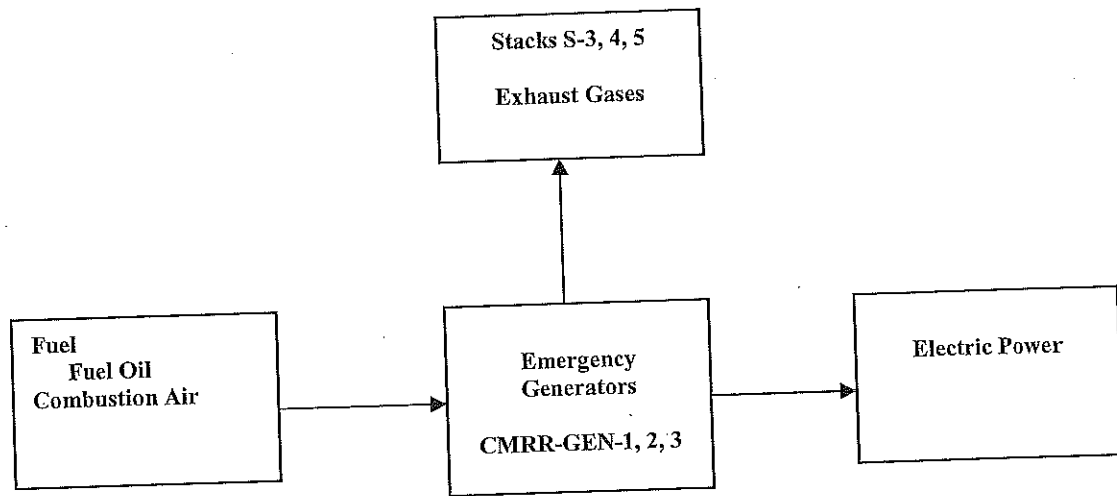 Stacks S-3, 4, 5
Exhaust Gases
Fuel
Fuel Oil
Combustion Air
Emergency
Generators
CMRR-GEN-1, 2, 3
Electric Power